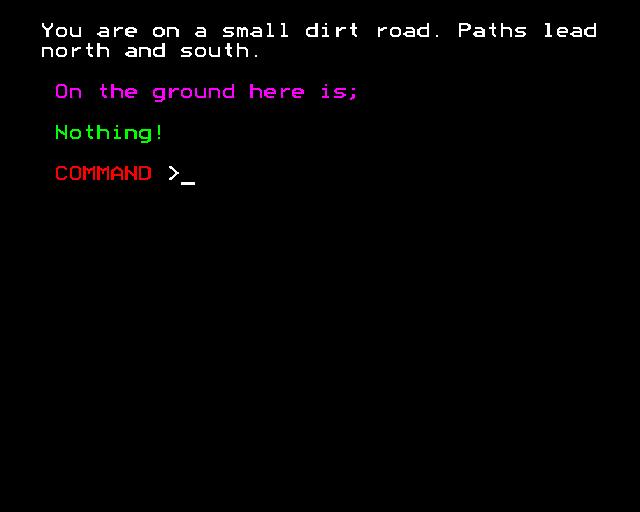 You are on a small dirt road. Paths lead
north and south.
On the ground here is;
Nothing!
COMMAND >_